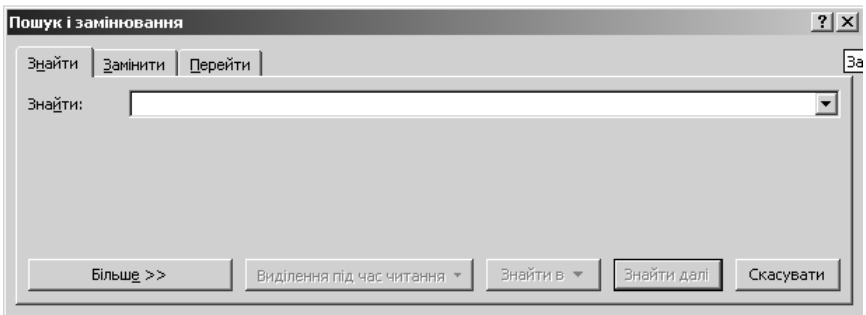 Пошук і замінювання
За
Знайти Замінити Перейти
Знайти:
Більше >> Виділення під час читання Знайти в Знайти далі Скасувати